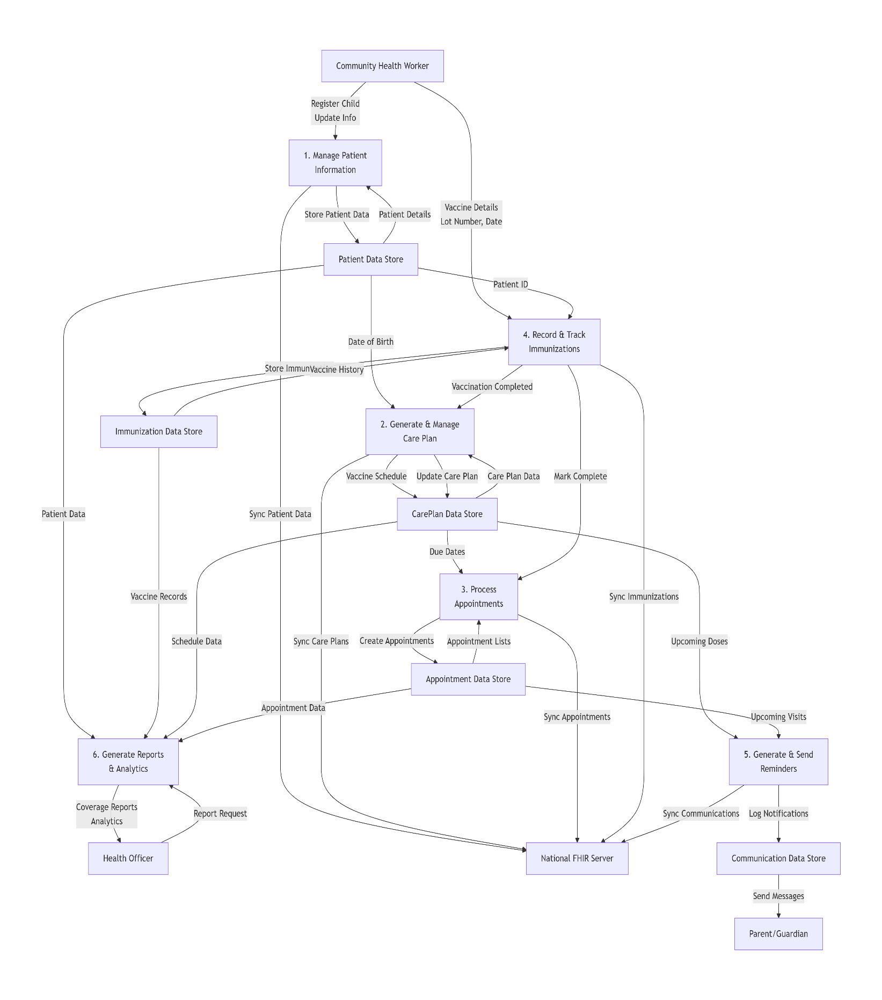 Community Health Worker
Register Child
Update Info
1. Manage Patient
Information
Vaccine Details
Lot Number, Date
Store Patient Data
Patient Details
Patient Data Store
Patient ID
4. Record & Track
Immunizations
Date of Birth
Store Immun
Vaccine History
Vaccination Completed
2. Generate & Manage
Care Plan
Immunization Data Store
Vaccine Schedule
Update Care Plan
Care Plan Data
Mark Complete
Patient Data
Sync Patient Data
CarePlan Data Store
Due Dates
3. Process
Appointments
Vaccine Records
Sync Immunizations
Schedule Data
Sync Care Plans
Create Appointments
Appointment Lists
Upcoming Doses
Appointment Data Store
Appointment Data
Sync Appointments
Upcoming Visits
6. Generate Reports
& Analytics
5. Generate & Send
Reminders
Coverage Reports
Analytics
Report Request
Sync Communications
Log Notifications
Health Officer
National FHIR Server
Communication Data Store
Send Messages
Parent/Guardian